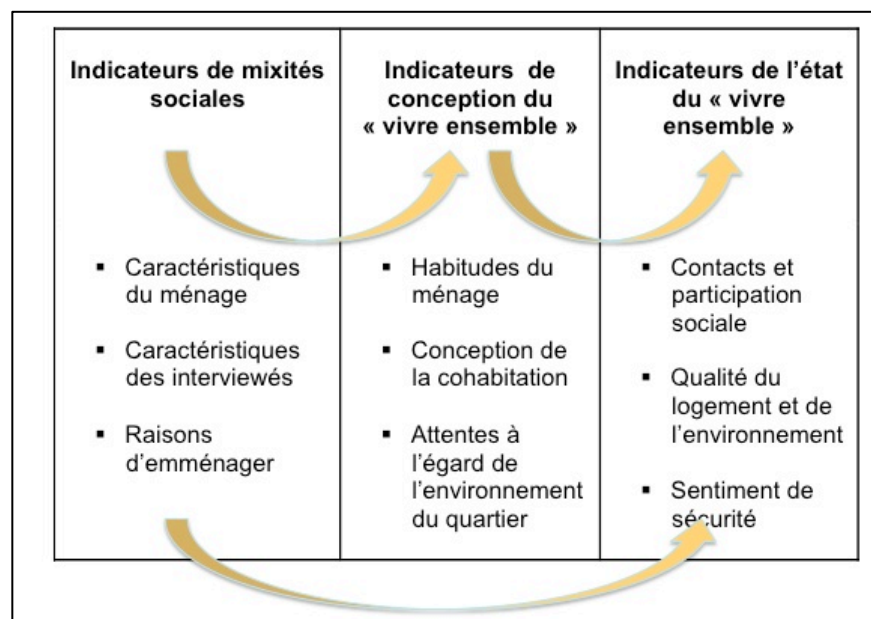 Indicateurs de mixités
sociales
Indicateurs de
conception du
« vivre ensemble »
Indicateurs de l’état
du « vivre
ensemble »
▪ Caractéristiques
du ménage
▪ Caractéristiques
des interviewés
▪ Raisons
d’emménager
▪ Habitudes du
ménage
▪ Conception de
la cohabitation
▪ Attentes à
l’égard de
l’environnement
du quartier
▪ Contacts et
participation
sociale
▪ Qualité du
logement et de
l’environnement
▪ Sentiment de
sécurité